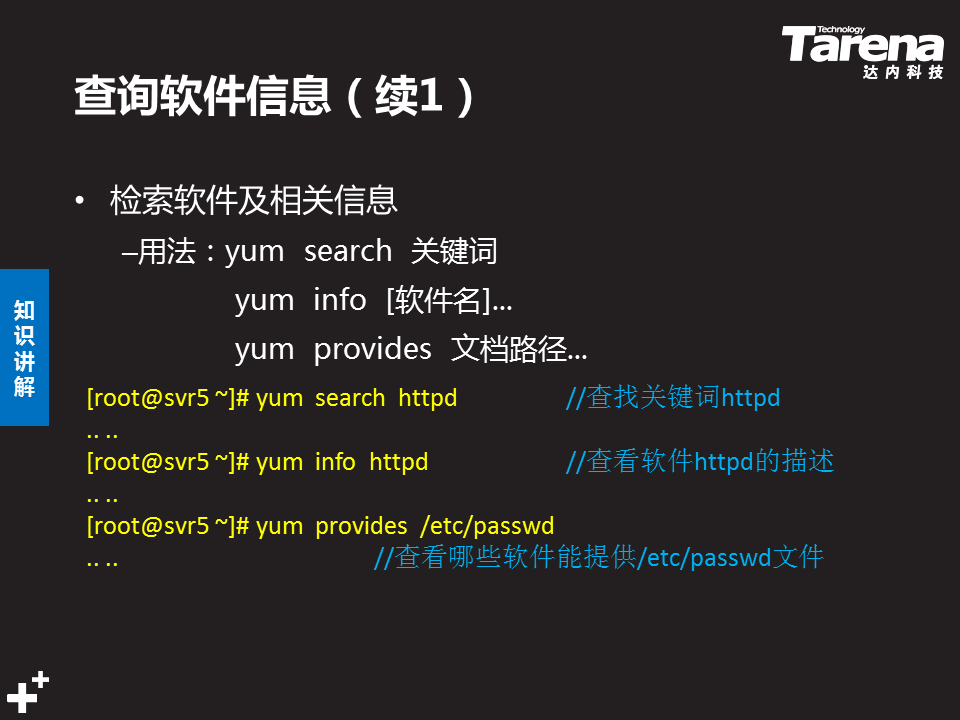 Technology
Tarena
达内科技
查询软件信息（续1）
• 检索软件及相关信息
–用法：yum search 关键词
yum info [软件名]...
yum provides 文档路径...
知识讲解
[root@svr5 ~]# yum search httpd //查找关键词httpd
.. ..
[root@svr5 ~]# yum info httpd //查看软件httpd的描述
.. ..
[root@svr5 ~]# yum provides /etc/passwd
.. .. //查看哪些软件能提供/etc/passwd文件